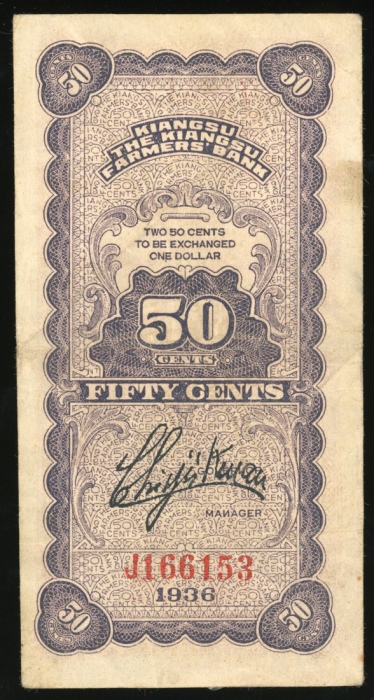 50 50
KIANGSU
THE KIANGSU
FARMERS' BANK
TWO 50 CENTS
TO BE EXCHANGED
ONE DOLLAR
50
CENTS
FIFTY CENTS
MANAGER
J166153
1936
50 50